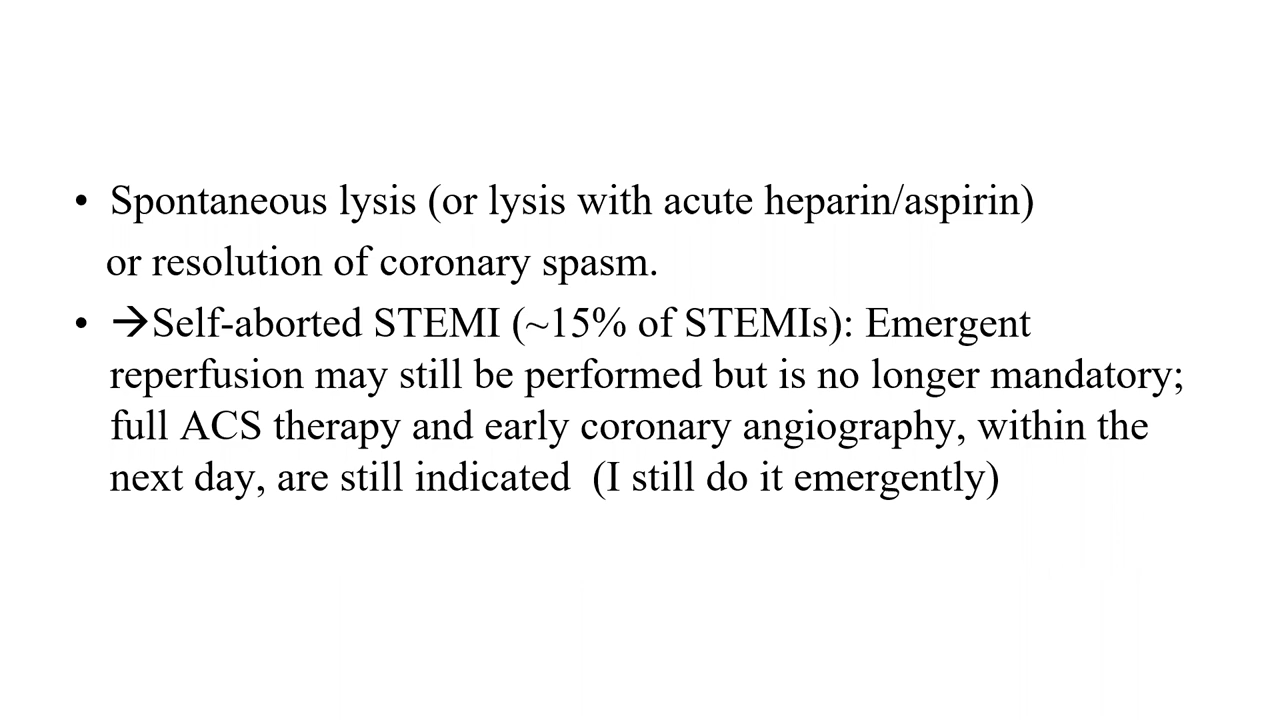 • Spontaneous lysis (or lysis with acute heparin/aspirin)
or resolution of coronary spasm.
• →Self-aborted STEMI (~15% of STEMIs): Emergent
reperfusion may still be performed but is no longer mandatory;
full ACS therapy and early coronary angiography, within the
next day, are still indicated  (I still do it emergently)